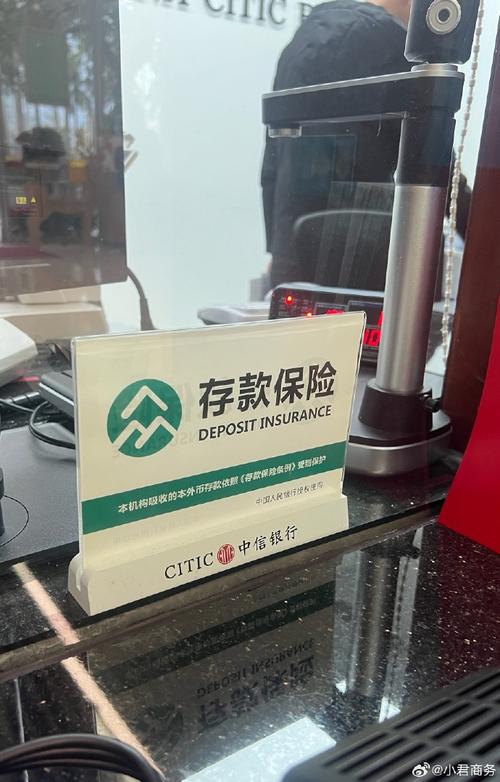 CITIC
存款保险
DEPOSIT INSURANCE
本机构吸收的本外币存款依照《存款保险条例》受到保护
中国人民银行授权使用
CITIC 中信银行
@小君商务